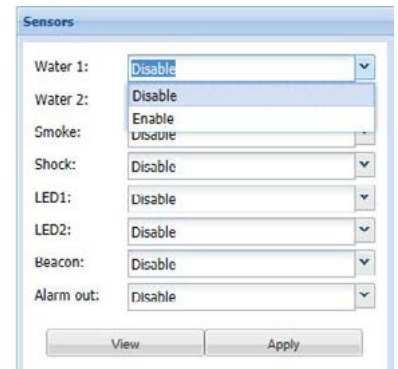 Sensors
Water 1: Disable
Water 2: Disable
Enable
Smoke: Disable
Shock: Disable
LED1: Disable
LED2: Disable
Beacon: Disable
Alarm out: Disable
View Apply